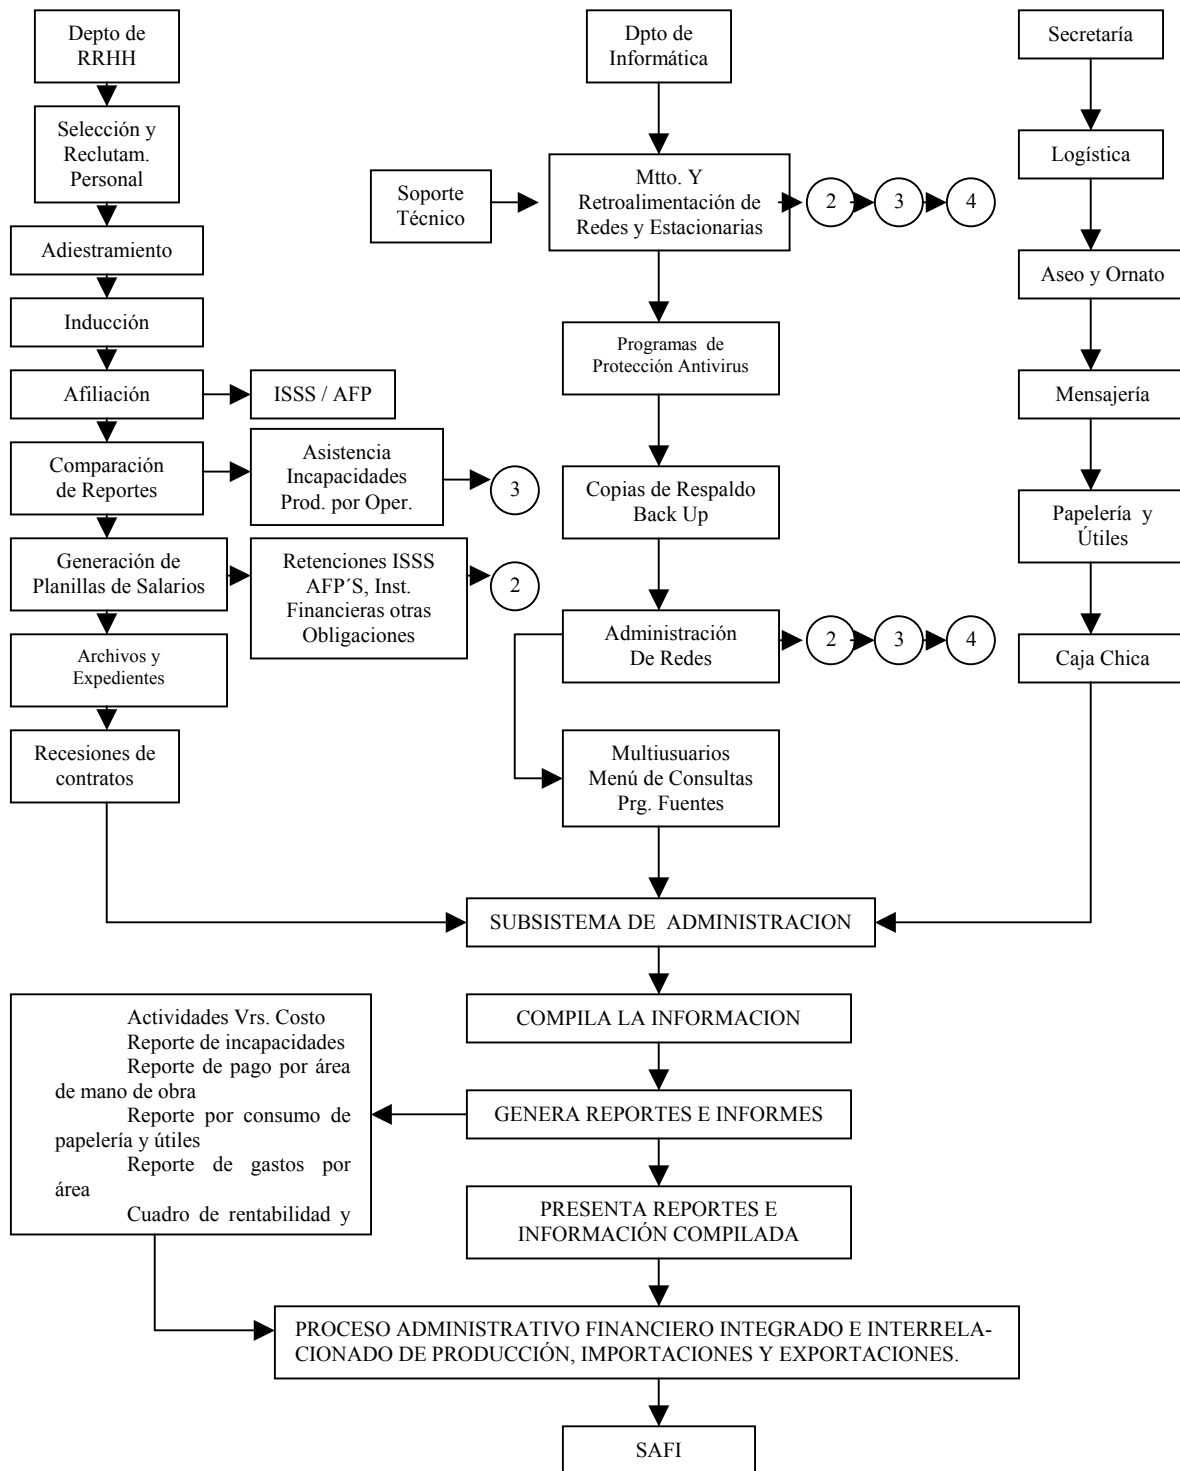 Depto de
RRHH
Selección y
Reclutam.
Personal
Adiestramiento
Inducción
Afiliación
ISSS / AFP
Comparación
de Reportes
Asistencia
Incapacidades
Prod. por Oper.
3
Generación de
Planillas de Salarios
Retenciones ISSS
AFP´S, Inst.
Financieras otras
Obligaciones
2
Archivos y
Expedientes
Recesiones de
contratos
Dpto de
Informática
Soporte
Técnico
Mtto. Y
Retroalimentación de
Redes y Estacionarias
2
3
4
Programas de
Protección Antivirus
Copias de Respaldo
Back Up
Administración
De Redes
2
3
4
Multiusuarios
Menú de Consultas
Prg. Fuentes
Secretaría
Logística
Aseo y Ornato
Mensajería
Papelería y
Útiles
Caja Chica
SUBSISTEMA DE ADMINISTRACION
COMPILA LA INFORMACION
GENERA REPORTES E INFORMES
Actividades Vrs. Costo
Reporte de incapacidades
Reporte de pago por área
de mano de obra
Reporte por consumo de
papelería y útiles
Reporte de gastos por
área
Cuadro de rentabilidad y
PRESENTA REPORTES E
INFORMACIÓN COMPILADA
PROCESO ADMINISTRATIVO FINANCIERO INTEGRADO E INTERRELA-
CIONADO DE PRODUCCIÓN, IMPORTACIONES Y EXPORTACIONES.
SAFI